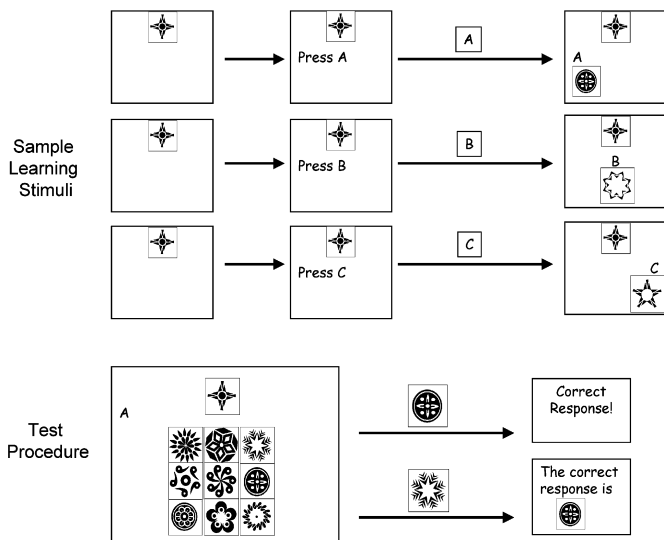 Press A
A
A
Sample
Learning
Stimuli
Press B
B
B
Press C
C
C
Test
Procedure
A
Correct
Response!
The correct
response is